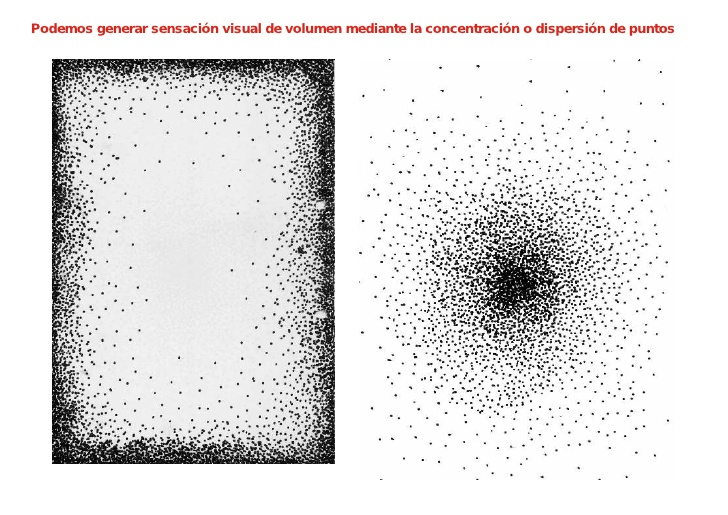 Podemos generar sensación visual de volumen mediante la concentración o dispersión de puntos